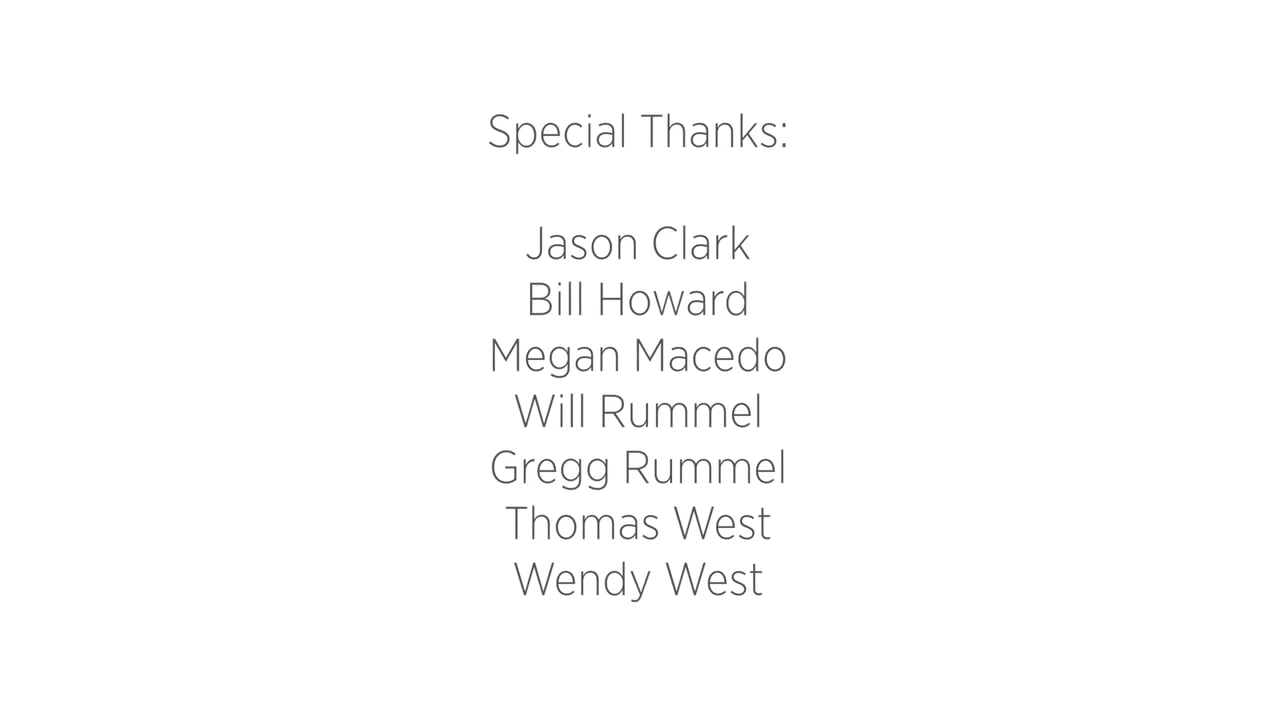 Special Thanks:
Jason Clark
Bill Howard
Megan Macedo
Will Rummel
Gregg Rummel
Thomas West
Wendy West